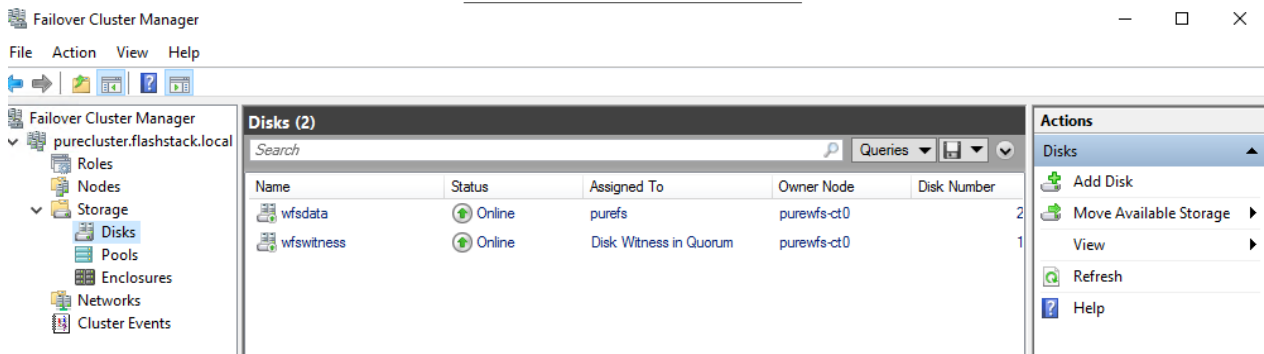 Failover Cluster Manager
File Action View Help
Failover Cluster Manager
purecluster.flashstack.local
Roles
Nodes
Storage
Disks
Pools
Enclosures
Networks
Cluster Events
Disks (2)
Search
Queries
Name Status Assigned To Owner Node Disk Number
wfsdata Online purefs purewfs-ct0 2
wfswitness Online Disk Witness in Quorum purewfs-ct0 1
Actions
Disks
Add Disk
Move Available Storage
View
Refresh
Help